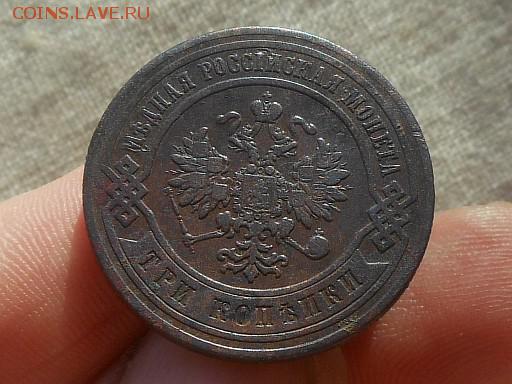 COINS.LAVE.RU
МѢДНАЯ РОССІЙСКАЯ МОНЕТА
ТРИ КОПѢЙКИ